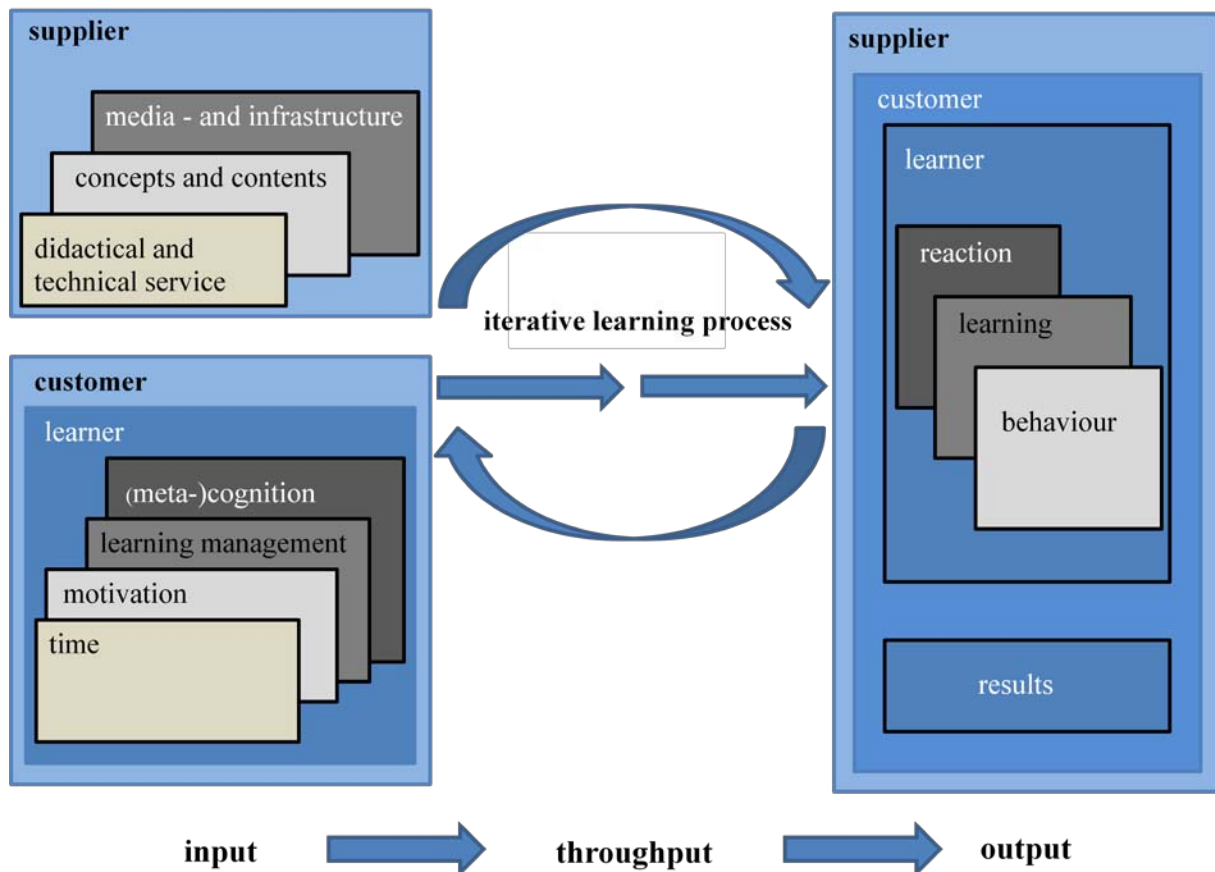 supplier
media - and infrastructure
concepts and contents
didactical and
technical service
customer
learner
(meta-)cognition
learning management
motivation
time
iterative learning process
supplier
customer
learner
reaction
learning
behaviour
results
input
throughput
output